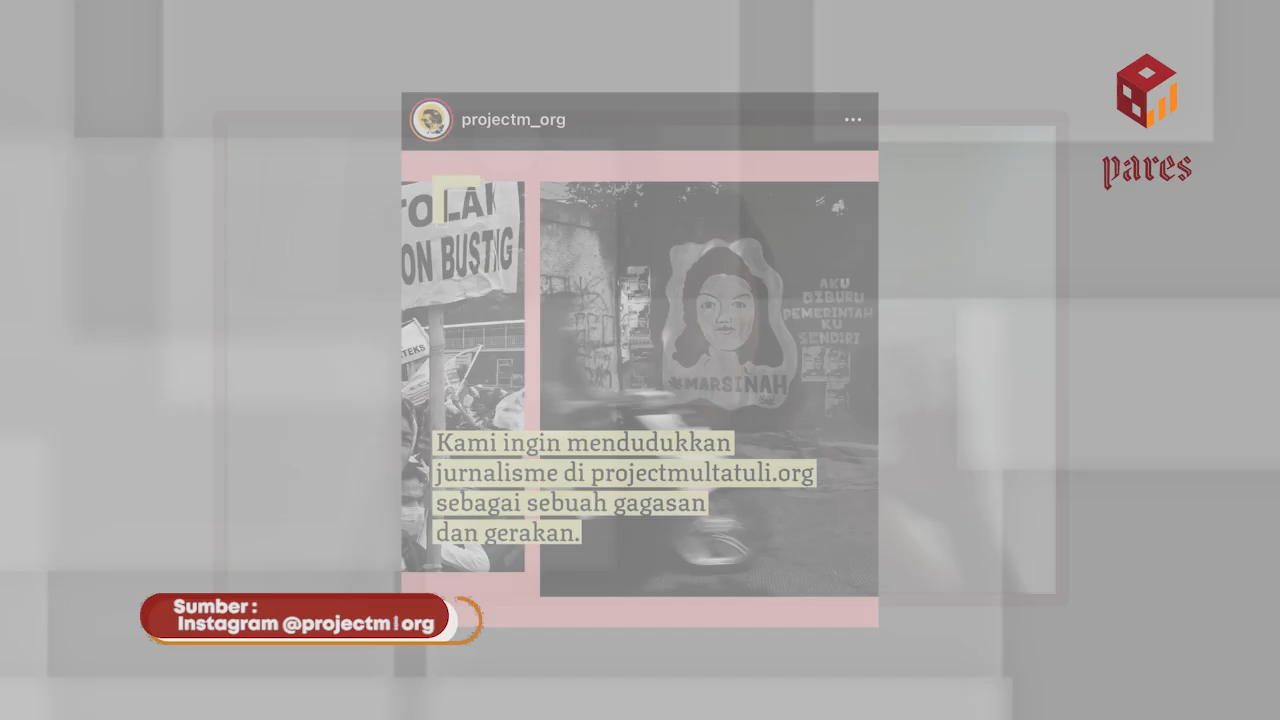 projectm_org
pares
TOLAK
ON BUSTING
TEKS
AKU
DIBURU
PEMERINTAH
KU
SENDIRI
*MARSINAH
Kami ingin mendudukkan
jurnalisme di projectmultatuli.org
sebagai sebuah gagasan
dan gerakan.
Sumber :
Instagram @projectm_org